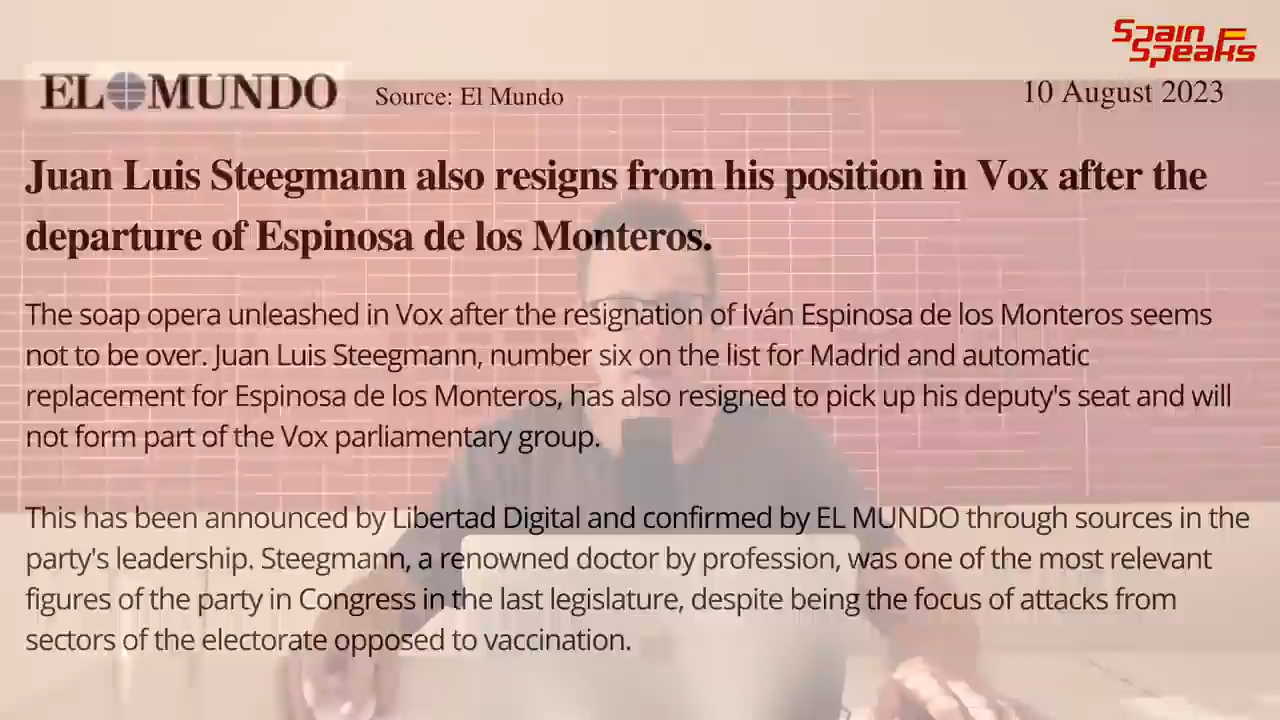 Spain
Speaks
EL MUNDO
Source: El Mundo
10 August 2023
Juan Luis Steegmann also resigns from his position in Vox after the
departure of Espinosa de los Monteros.
The soap opera unleashed in Vox after the resignation of Iván Espinosa de los Monteros seems
not to be over. Juan Luis Steegmann, number six on the list for Madrid and automatic
replacement for Espinosa de los Monteros, has also resigned to pick up his deputy's seat and will
not form part of the Vox parliamentary group.
This has been announced by Libertad Digital and confirmed by EL MUNDO through sources in the
party's leadership. Steegmann, a renowned doctor by profession, was one of the most relevant
figures of the party in Congress in the last legislature, despite being the focus of attacks from
sectors of the electorate opposed to vaccination.